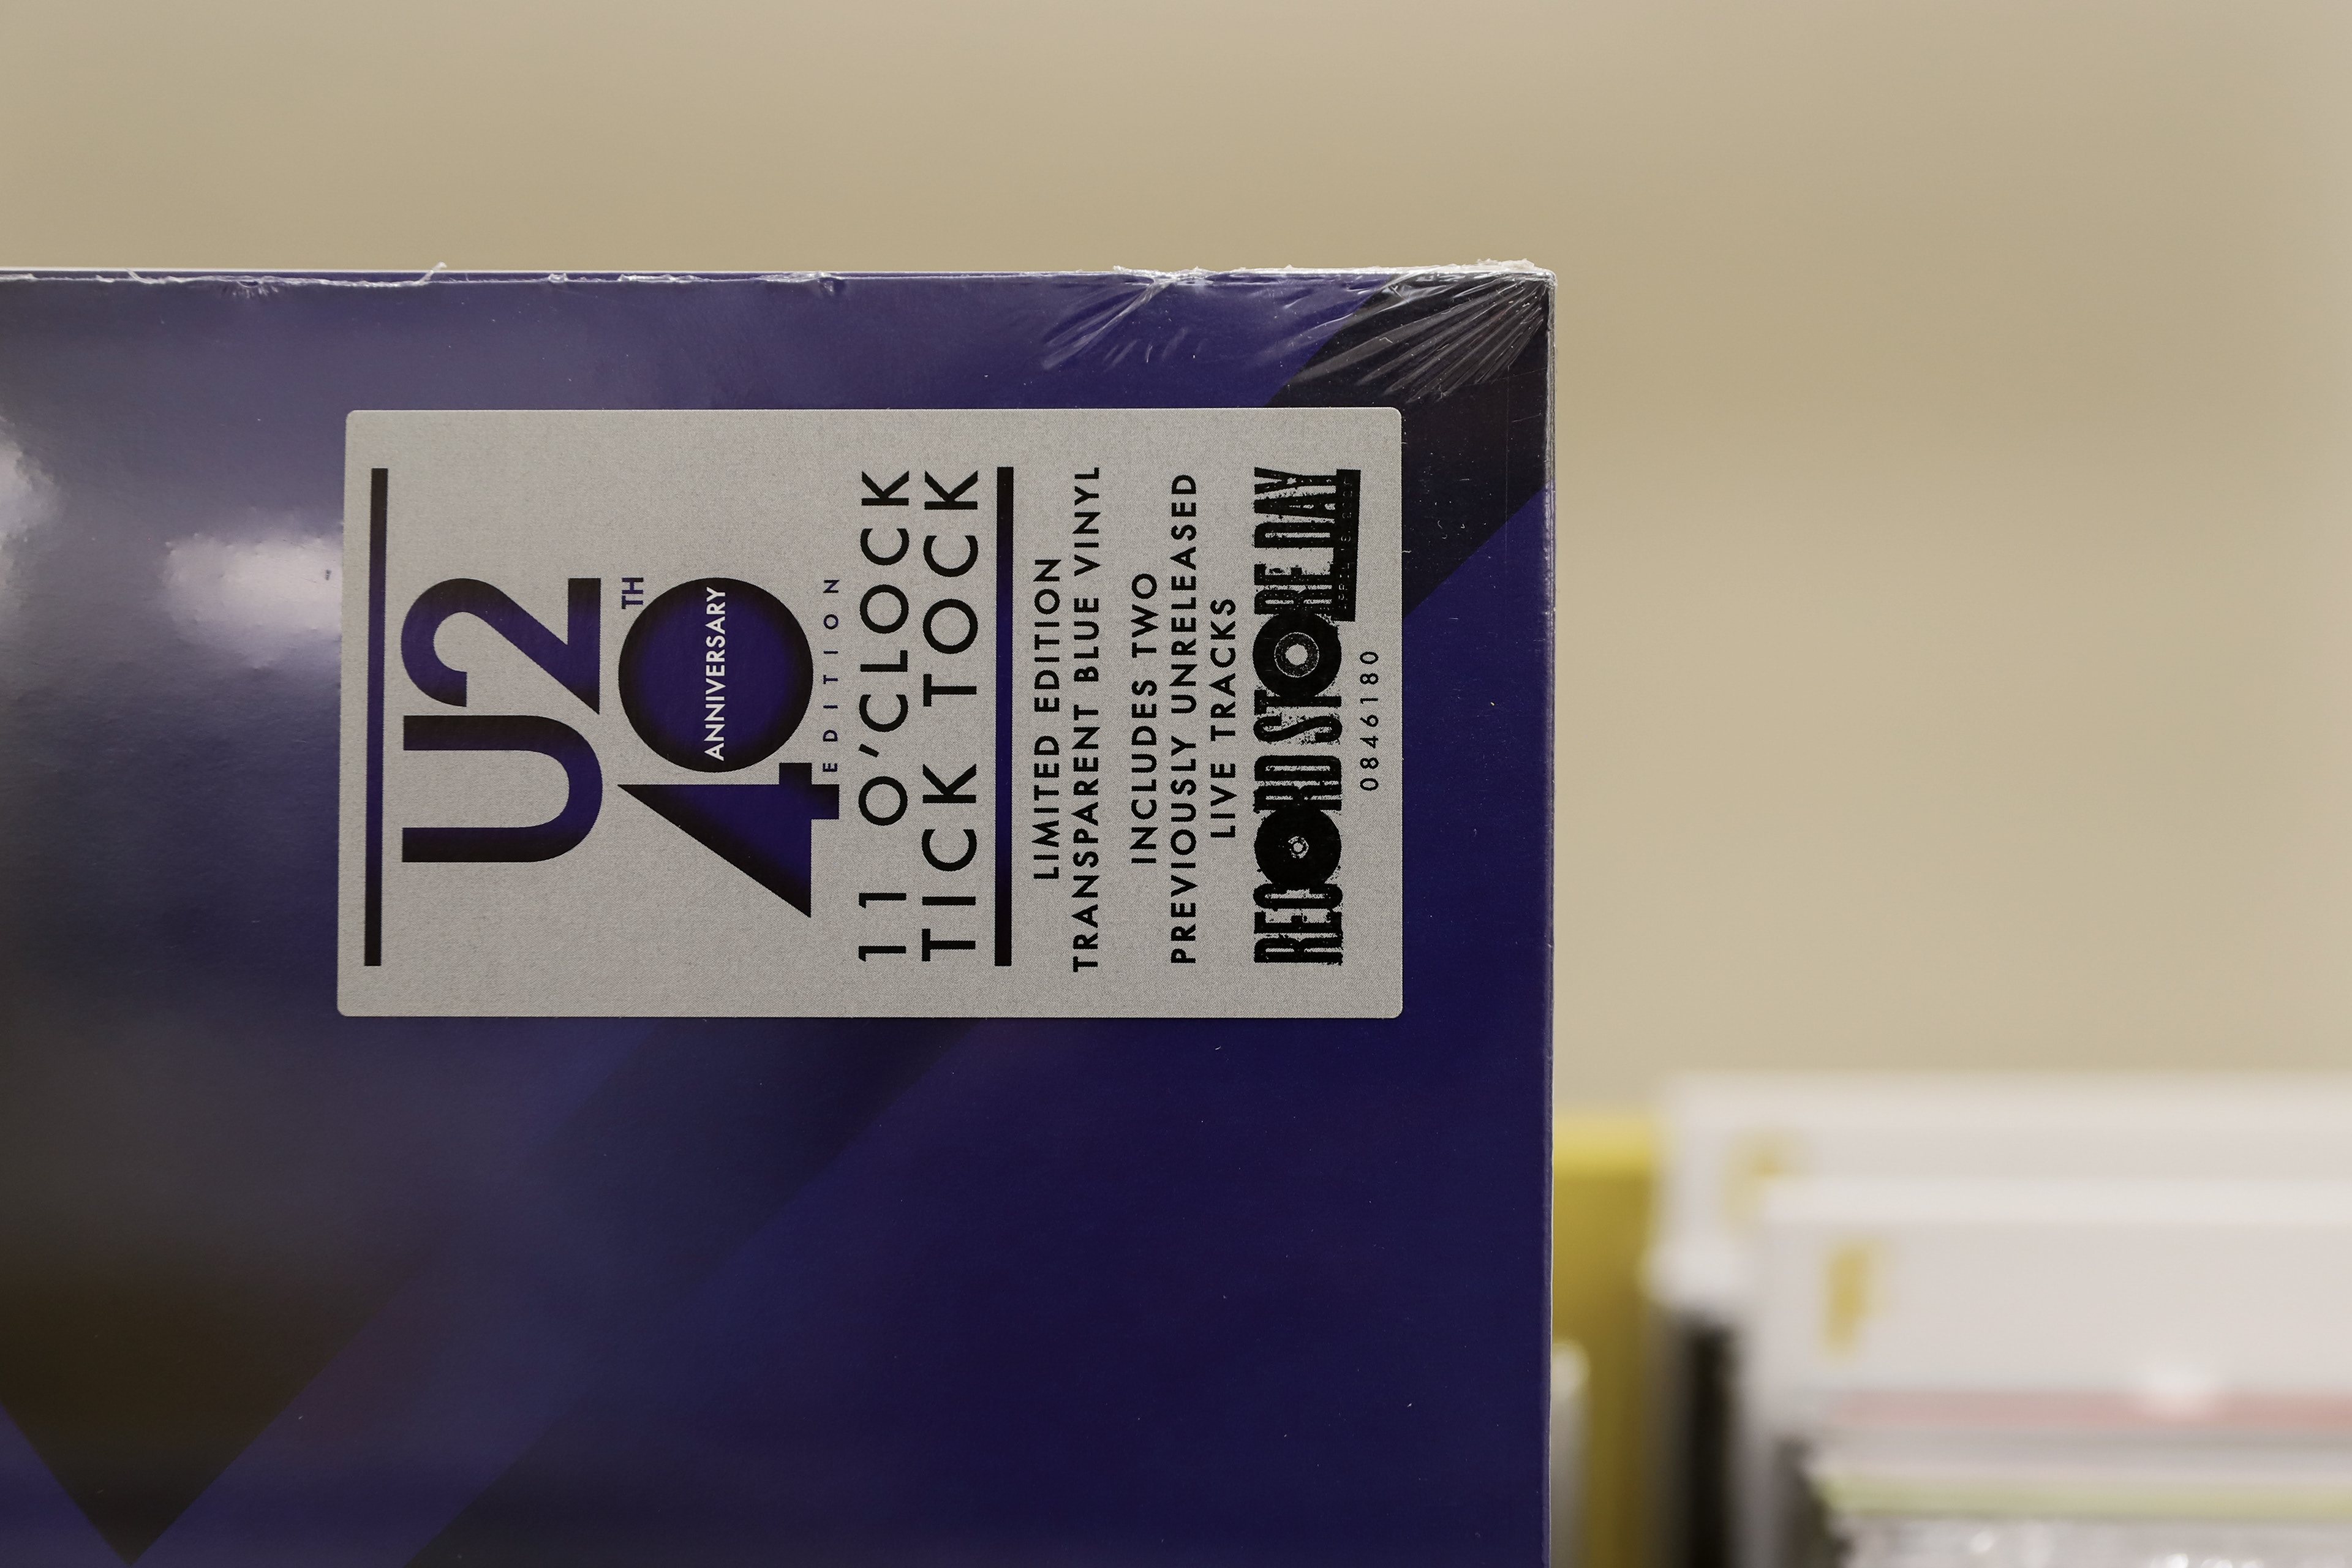 U2
40TH
ANNIVERSARY
EDITION
11 O'CLOCK
TICK TOCK
LIMITED EDITION
TRANSPARENT BLUE VINYL
INCLUDES TWO
PREVIOUSLY UNRELEASED
LIVE TRACKS
RECORD STORE DAY
0846180